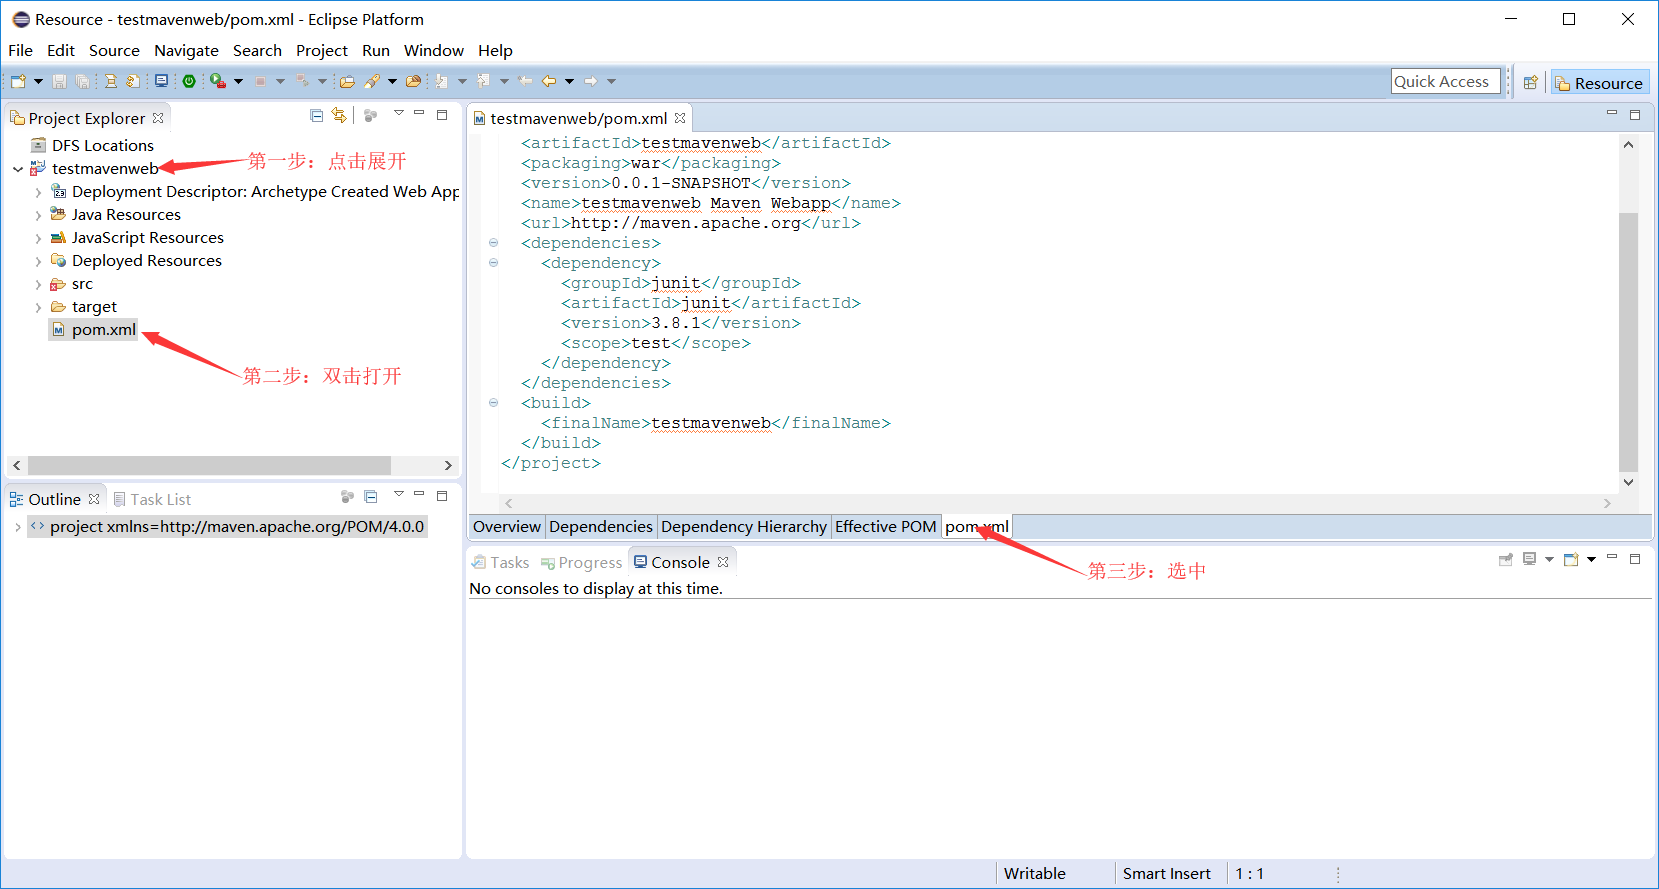 Resource - testmavenweb/pom.xml - Eclipse Platform
File Edit Source Navigate Search Project Run Window Help
Quick Access
Resource
Project Explorer
DFS Locations
testmavenweb
第一步：点击展开
Deployment Descriptor: Archetype Created Web App
Java Resources
JavaScript Resources
Deployed Resources
src
target
pom.xml
第二步：双击打开
testmavenweb/pom.xml
<artifactId>testmavenweb</artifactId>
<packaging>war</packaging>
<version>0.0.1-SNAPSHOT</version>
<name>testmavenweb Maven Webapp</name>
<url>http://maven.apache.org</url>
<dependencies>
<dependency>
<groupId>junit</groupId>
<artifactId>junit</artifactId>
<version>3.8.1</version>
<scope>test</scope>
</dependency>
</dependencies>
<build>
<finalName>testmavenweb</finalName>
</build>
</project>
Overview Dependencies Dependency Hierarchy Effective POM pom.xml
第三步：选中
Outline Task List
project xmlns=http://maven.apache.org/POM/4.0.0
Tasks Progress Console
No consoles to display at this time.
Writable Smart Insert 1 : 1